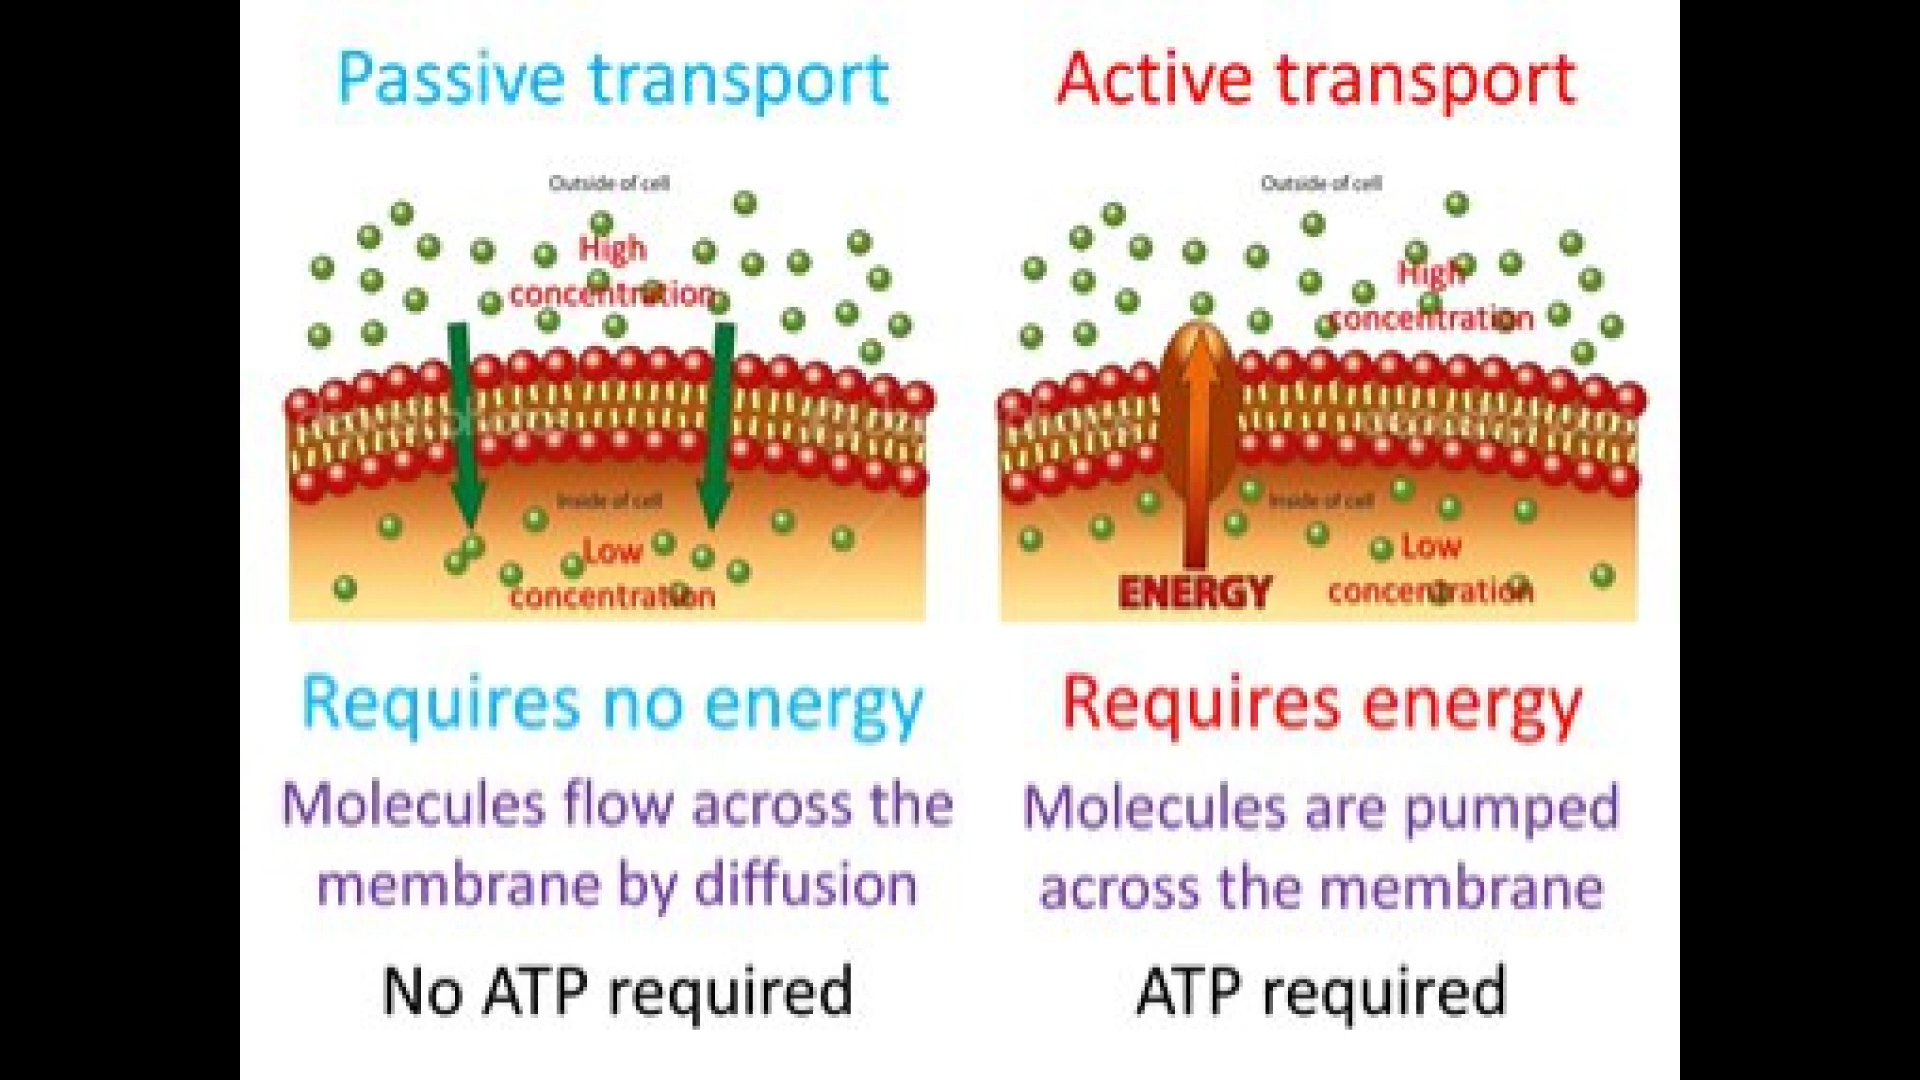 Passive transport
Outside of cell
High
concentration
Inside of cell
Low
concentration
Requires no energy
Molecules flow across the
membrane by diffusion
No ATP required
Active transport
Outside of cell
High
concentration
Inside of cell
Low
concentration
ENERGY
Requires energy
Molecules are pumped
across the membrane
ATP required